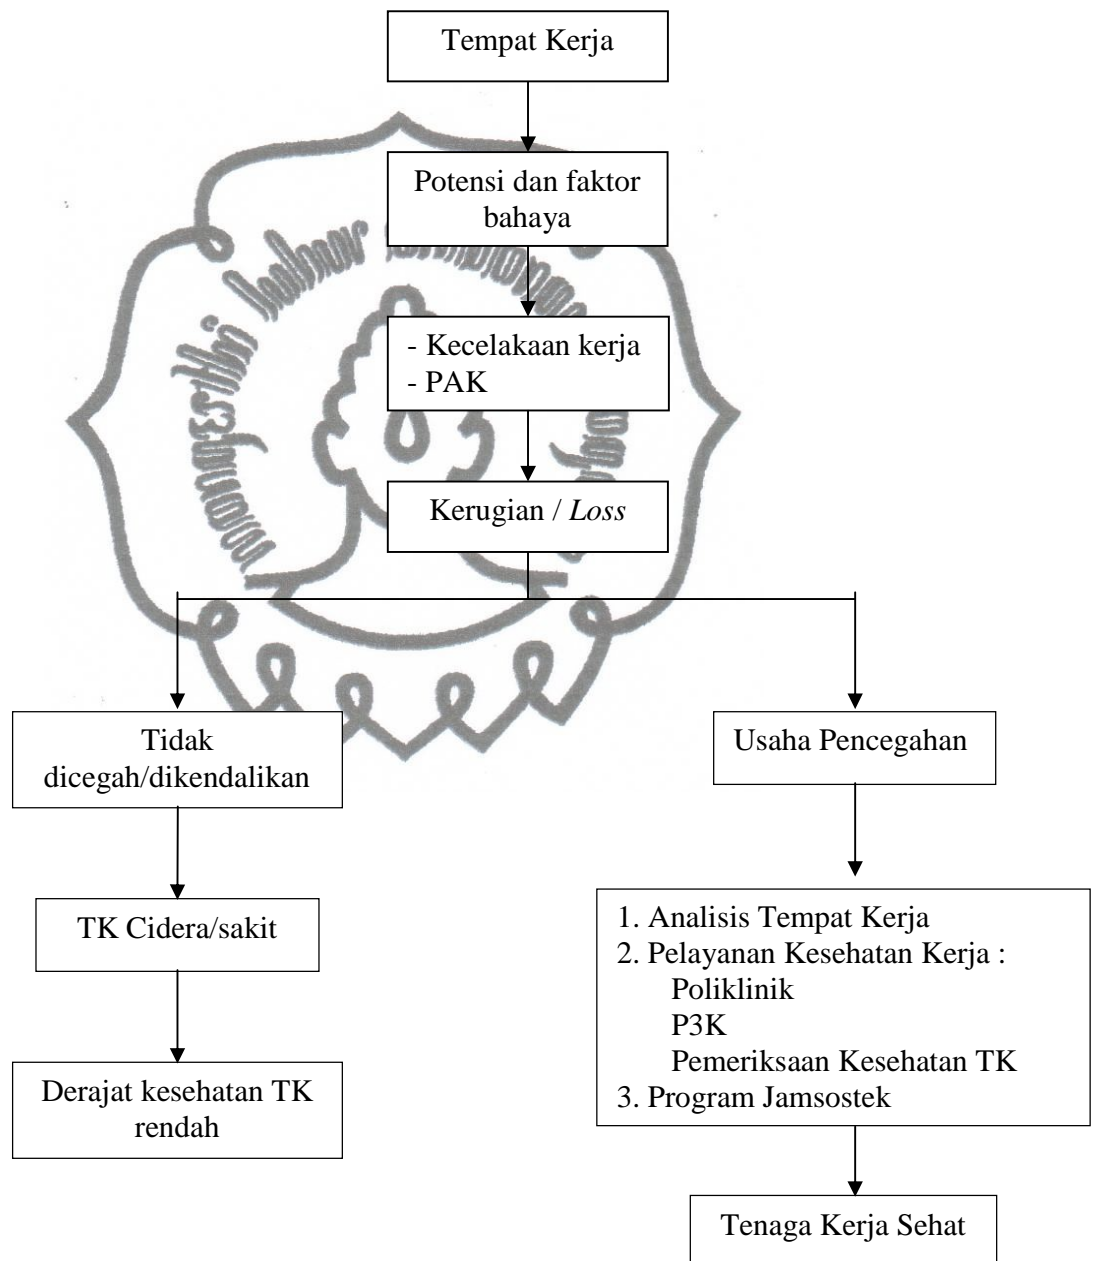 Tempat Kerja
Potensi dan faktor
bahaya
- Kecelakaan kerja
- PAK
Kerugian / Loss
Tidak
dicegah/dikendalikan
Usaha Pencegahan
TK Cidera/sakit
1. Analisis Tempat Kerja
2. Pelayanan Kesehatan Kerja :
Poliklinik
P3K
Pemeriksaan Kesehatan TK
3. Program Jamsostek
Derajat kesehatan TK
rendah
Tenaga Kerja Sehat